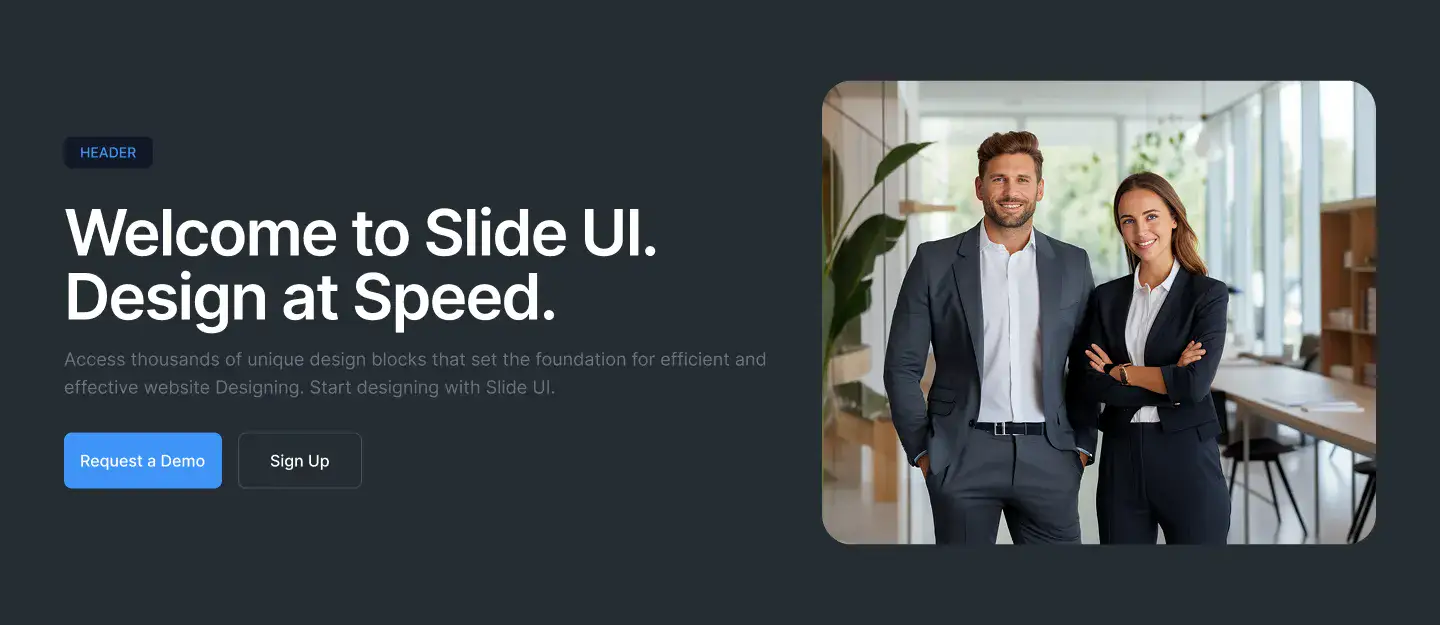 HEADER
Welcome to Slide UI.
Design at Speed.
Access thousands of unique design blocks that set the foundation for efficient and
effective website Designing. Start designing with Slide UI.
Request a Demo
Sign Up